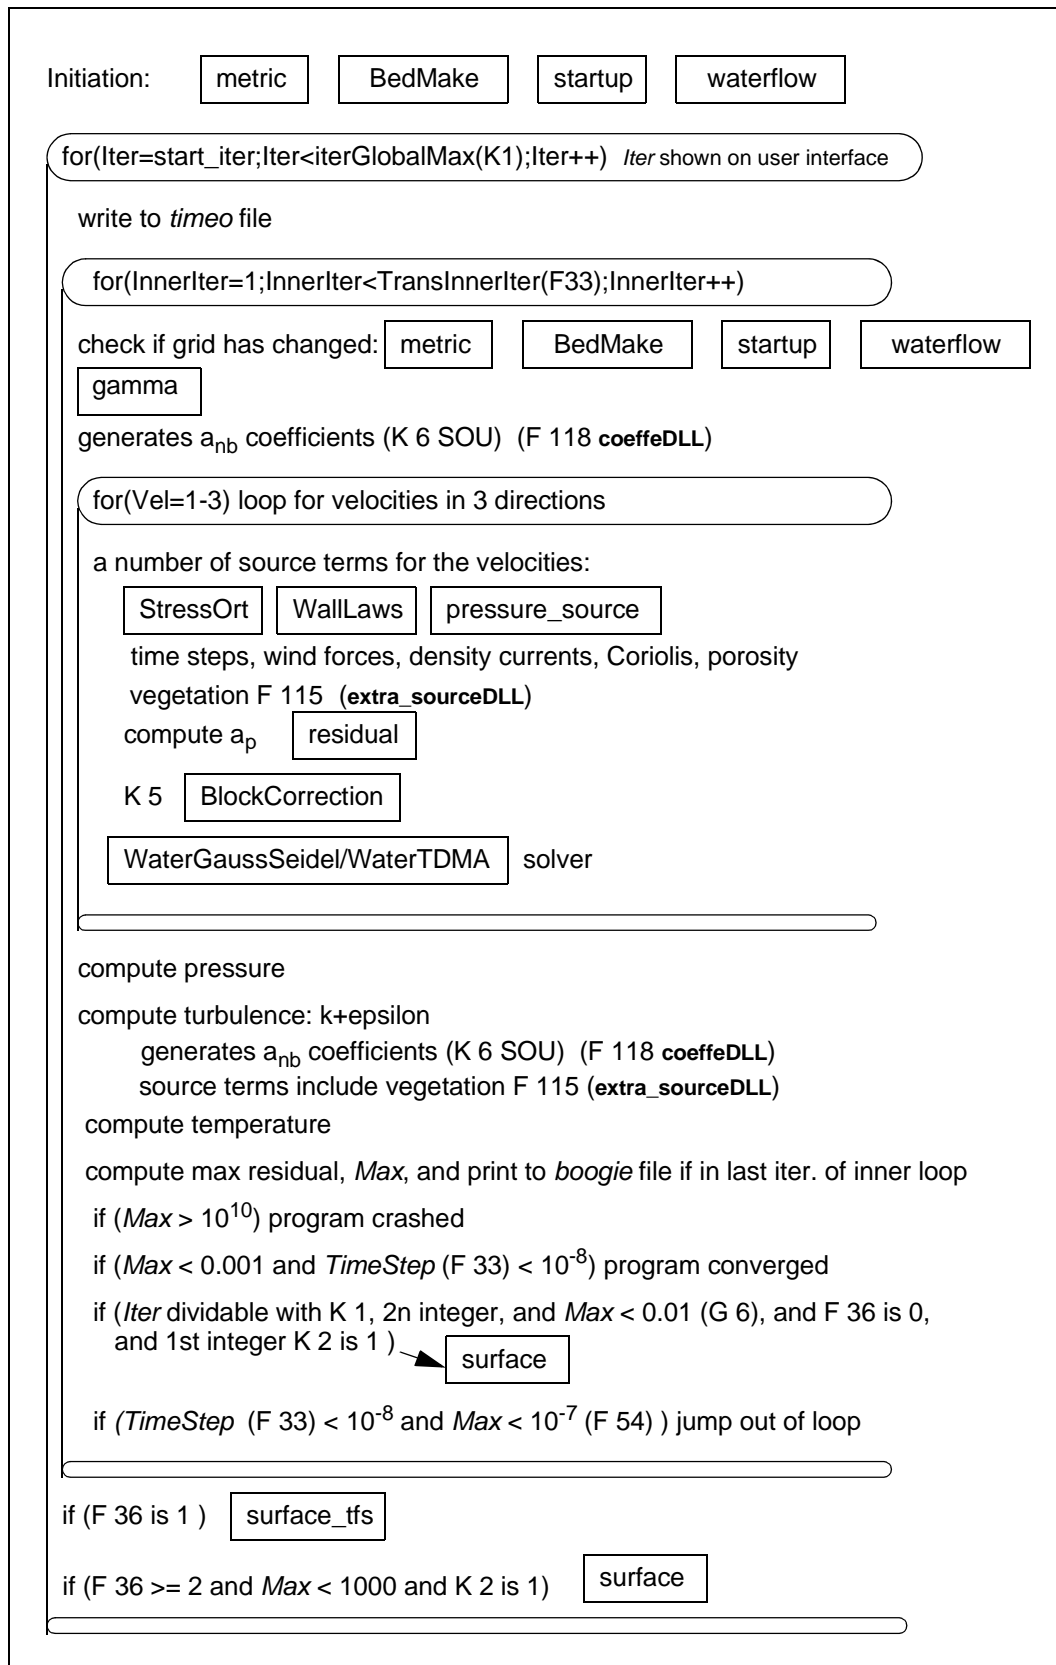 Initiation: metric BedMake startup waterflow
for(Iter=start_iter;Iter<iterGlobalMax(K1);Iter++) Iter shown on user interface
write to timeo file
for(InnerIter=1;InnerIter<TransInnerIter(F33);InnerIter++)
check if grid has changed: metric BedMake startup waterflow
gamma
generates anb coefficients (K 6 SOU) (F 118 coeffeDLL)
for(Vel=1-3) loop for velocities in 3 directions
a number of source terms for the velocities:
StressOrt WallLaws pressure_source
time steps, wind forces, density currents, Coriolis, porosity
vegetation F 115 (extra_sourceDLL)
compute ap residual
K 5 BlockCorrection
WaterGaussSeidel/WaterTDMA solver
compute pressure
compute turbulence: k+epsilon
generates anb coefficients (K 6 SOU) (F 118 coeffeDLL)
source terms include vegetation F 115 (extra_sourceDLL)
compute temperature
compute max residual, Max, and print to boogie file if in last iter. of inner loop
if (Max > 10^10) program crashed
if (Max < 0.001 and TimeStep (F 33) < 10^-8) program converged
if (Iter dividable with K 1, 2n integer, and Max < 0.01 (G 6), and F 36 is 0,
and 1st integer K 2 is 1 ) surface
if (TimeStep (F 33) < 10^-8 and Max < 10^-7 (F 54) ) jump out of loop
if (F 36 is 1 ) surface_tfs
if (F 36 >= 2 and Max < 1000 and K 2 is 1) surface